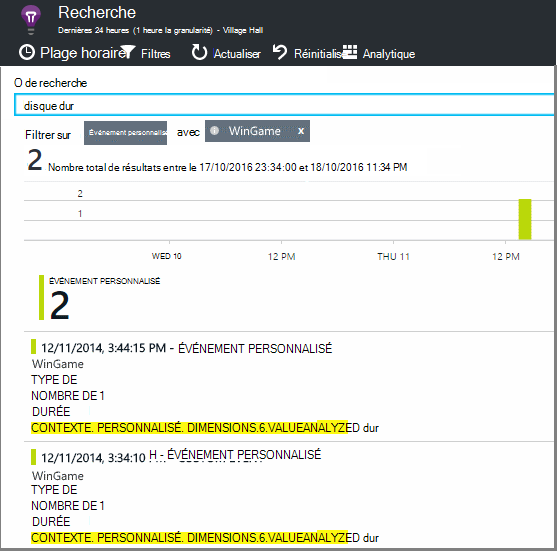 Recherche
Dernières 24 heures (1 heure la granularité) - Village Hall
Plage horaire Filtres Actualiser Réinitialis Analytique
O de recherche
disque dur
Filtrer sur Événement personnalisé avec WinGame x
2 Nombre total de résultats entre le 17/10/2016 23:34:00 et 18/10/2016 11:34 PM
2
1
WED 10 12 PM THU 11 12 PM
ÉVÉNEMENT PERSONNALISÉ
2
12/11/2014, 3:44:15 PM - ÉVÉNEMENT PERSONNALISÉ
WinGame
TYPE DE
NOMBRE DE 1
DURÉE
CONTEXTE. PERSONNALISÉ. DIMENSIONS.6.VALUEANALYZED dur
12/11/2014, 3:34:10 H - ÉVÉNEMENT PERSONNALISÉ
WinGame
TYPE DE
NOMBRE DE 1
DURÉE
CONTEXTE. PERSONNALISÉ. DIMENSIONS.6.VALUEANALYZED dur